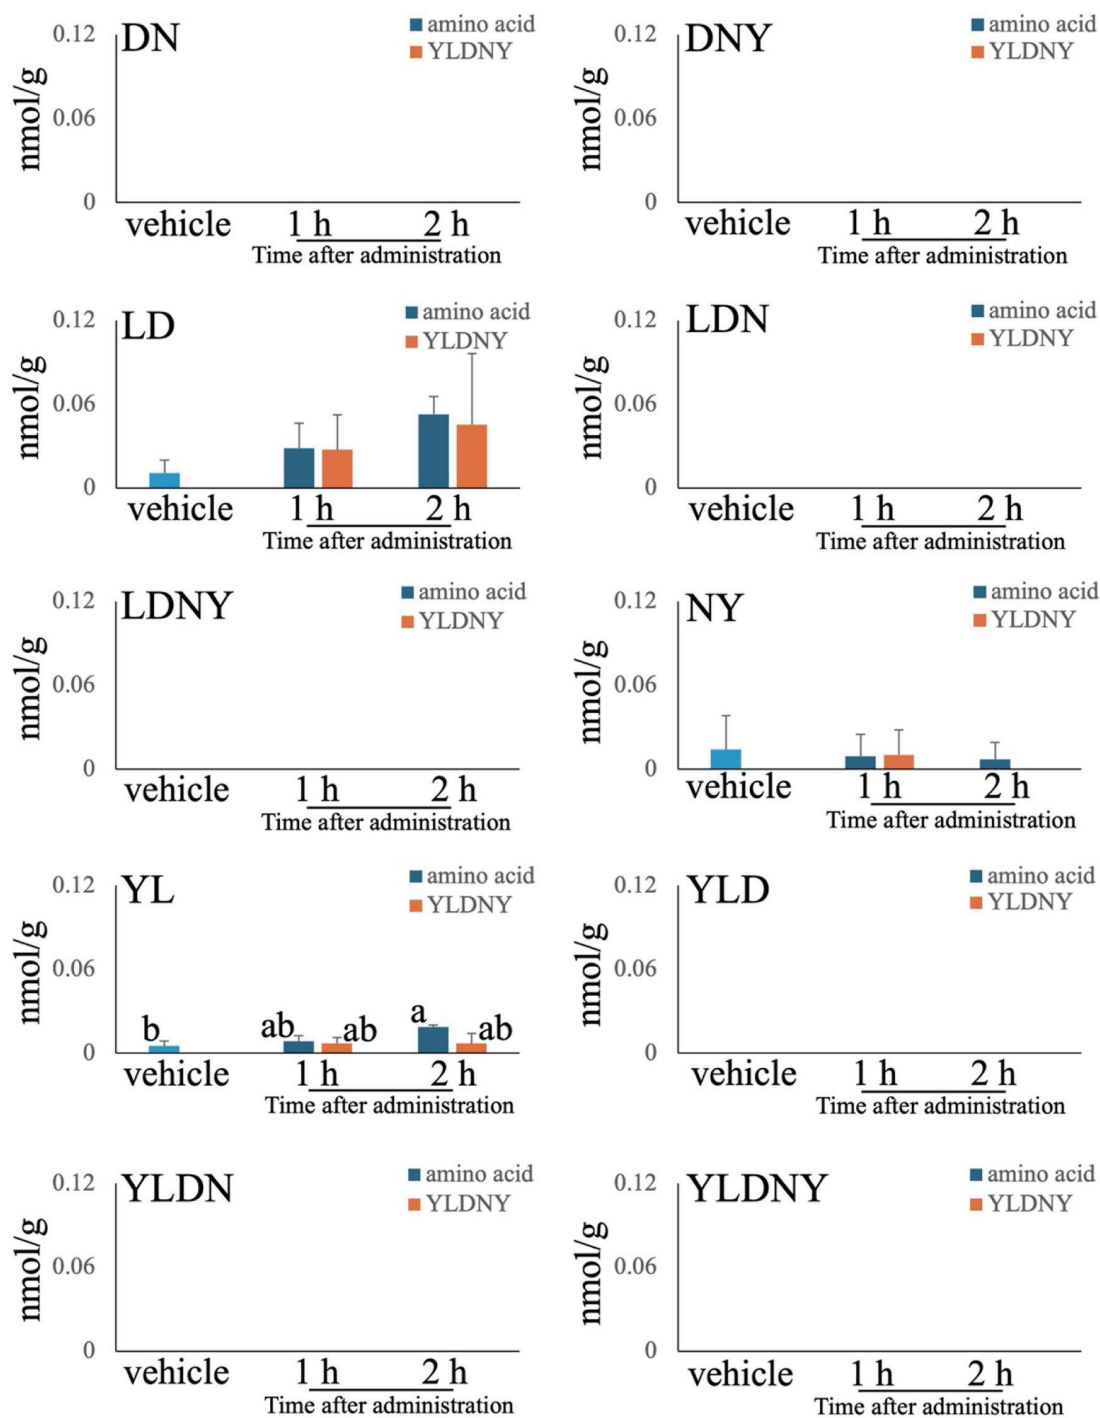 DN
amino acid
YLDNY
nmol/g
0.12
0.06
0
vehicle 1 h 2 h
Time after administration
DNY
amino acid
YLDNY
nmol/g
0.12
0.06
0
vehicle 1 h 2 h
Time after administration
LD
amino acid
YLDNY
nmol/g
0.12
0.06
0
vehicle 1 h 2 h
Time after administration
LDN
amino acid
YLDNY
nmol/g
0.12
0.06
0
vehicle 1 h 2 h
Time after administration
LDNY
amino acid
YLDNY
nmol/g
0.12
0.06
0
vehicle 1 h 2 h
Time after administration
NY
amino acid
YLDNY
nmol/g
0.12
0.06
0
vehicle 1 h 2 h
Time after administration
YL
amino acid
YLDNY
nmol/g
0.12
0.06
0
b ab ab a ab
vehicle 1 h 2 h
Time after administration
YLD
amino acid
YLDNY
nmol/g
0.12
0.06
0
vehicle 1 h 2 h
Time after administration
YLDN
amino acid
YLDNY
nmol/g
0.12
0.06
0
vehicle 1 h 2 h
Time after administration
YLDNY
amino acid
YLDNY
nmol/g
0.12
0.06
0
vehicle 1 h 2 h
Time after administration